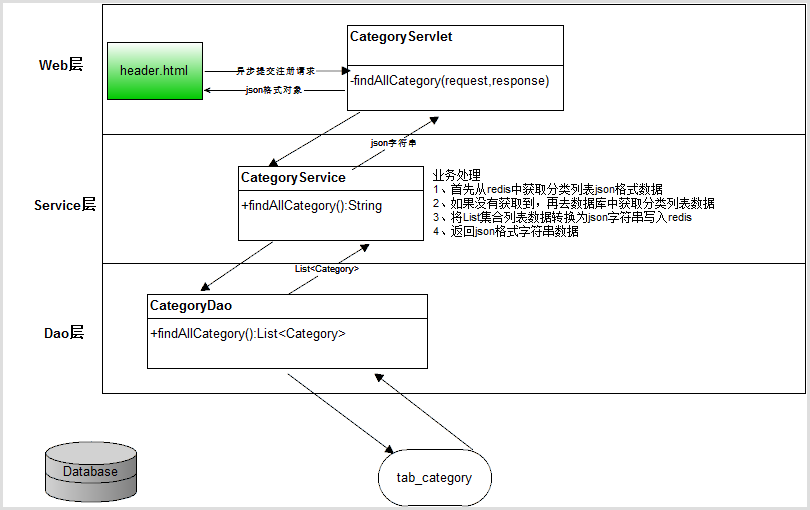 CategoryServlet
Web层
header.html
异步提交注册请求
-findAllCategory(request,response)
json格式对象
json字符串
CategoryService
业务处理
1、首先从redis中获取分类列表json格式数据
Service层
+findAllCategory():String
2、如果没有获取到，再去数据库中获取分类列表数据
3、将List集合列表数据转换为json字符串写入redis
4、返回json格式字符串数据
List<Category>
CategoryDao
Dao层
+findAllCategory():List<Category>
Database
tab_category